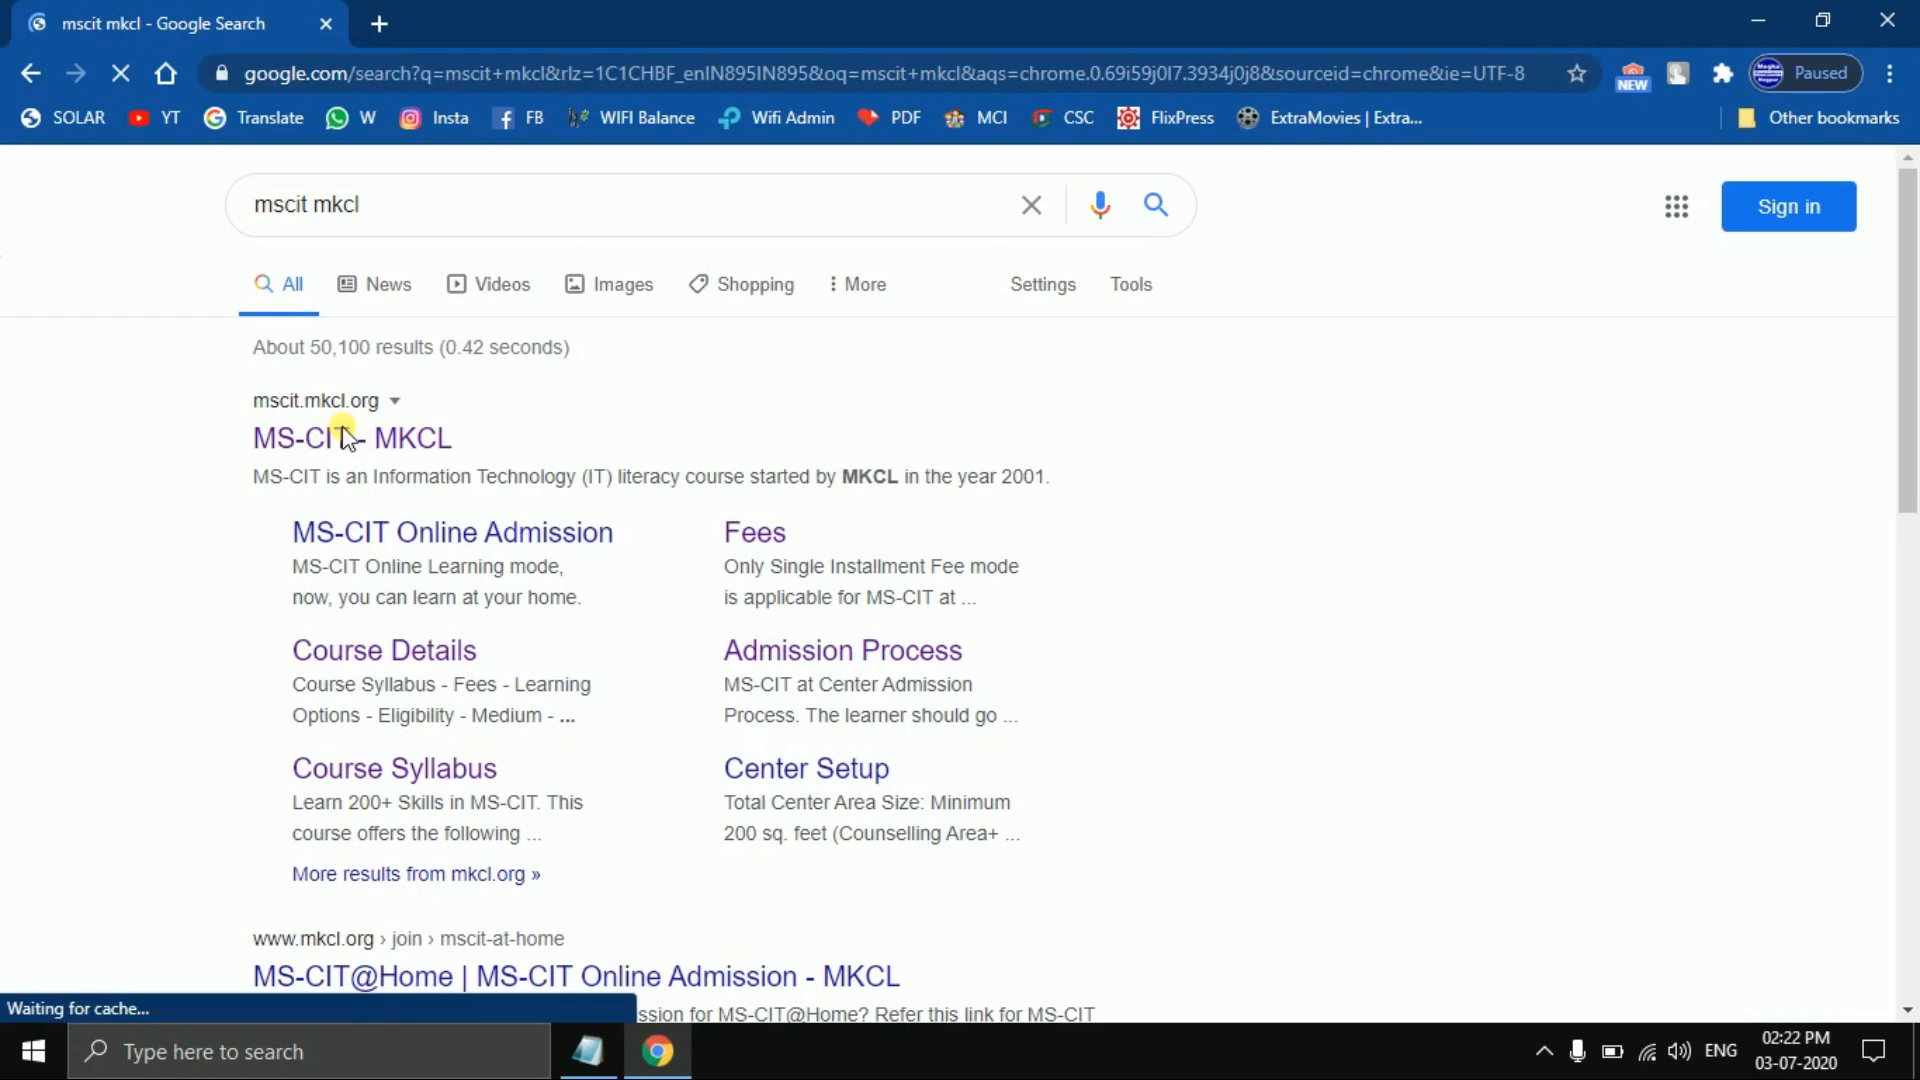 mscit mkcl - Google Search
google.com/search?q=mscit+mkcl&rlz=1C1CHBF_enIN895IN895&oq=mscit+mkcl&aqs=chrome.0.69i59j0l7.3934j0j8&sourceid=chrome&ie=UTF-8
NEW
Paused
SOLAR YT Translate W Insta FB WIFI Balance Wifi Admin PDF MCI CSC FlixPress ExtraMovies | Extra... Other bookmarks
mscit mkcl
Sign in
All News Videos Images Shopping More Settings Tools
About 50,100 results (0.42 seconds)
mscit.mkcl.org
MS-CIT - MKCL
MS-CIT is an Information Technology (IT) literacy course started by MKCL in the year 2001.
MS-CIT Online Admission
MS-CIT Online Learning mode,
now, you can learn at your home.
Fees
Only Single Installment Fee mode
is applicable for MS-CIT at ...
Course Details
Course Syllabus - Fees - Learning
Options - Eligibility - Medium - ...
Admission Process
MS-CIT at Center Admission
Process. The learner should go ...
Course Syllabus
Learn 200+ Skills in MS-CIT. This
course offers the following ...
Center Setup
Total Center Area Size: Minimum
200 sq. feet (Counselling Area+ ...
More results from mkcl.org »
www.mkcl.org › join › mscit-at-home
MS-CIT@Home | MS-CIT Online Admission - MKCL
ssion for MS-CIT@Home? Refer this link for MS-CIT
Waiting for cache...
Type here to search
ENG
02:22 PM
03-07-2020